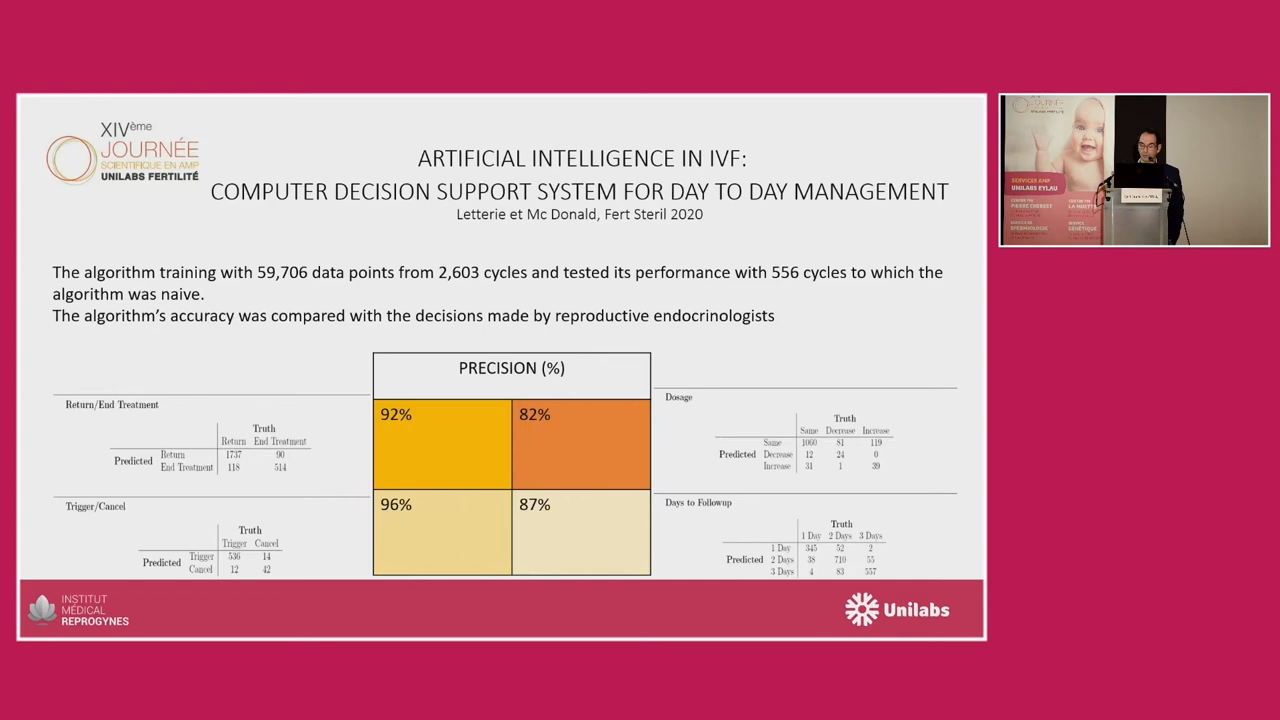 XIVème
JOURNÉE
SCIENTIFIQUE EN AMP
UNILABS FERTILITÉ
ARTIFICIAL INTELLIGENCE IN IVF:
COMPUTER DECISION SUPPORT SYSTEM FOR DAY TO DAY MANAGEMENT
Letterie et Mc Donald, Fert Steril 2020
The algorithm training with 59,706 data points from 2,603 cycles and tested its performance with 556 cycles to which the
algorithm was naive.
The algorithm's accuracy was compared with the decisions made by reproductive endocrinologists
PRECISION (%)
92% 82%
96% 87%
Return/End Treatment
Truth
Return End Treatment
Predicted
Return 1737 90
End Treatment 118 514
Trigger/Cancel
Truth
Trigger Cancel
Predicted
Trigger 536 14
Cancel 12 42
Dosage
Truth
Same Decrease Increase
Predicted
Same 1060 81 119
Decrease 12 24 0
Increase 31 1 39
Days to Followup
Truth
1 Day 2 Days 3 Days
Predicted
1 Day 345 52 2
2 Days 38 710 55
3 Days 4 83 557
INSTITUT
MÉDICAL
REPROGYNES
Unilabs
JOURNÉE
SERVICES AMP
UNILABS EYLAU